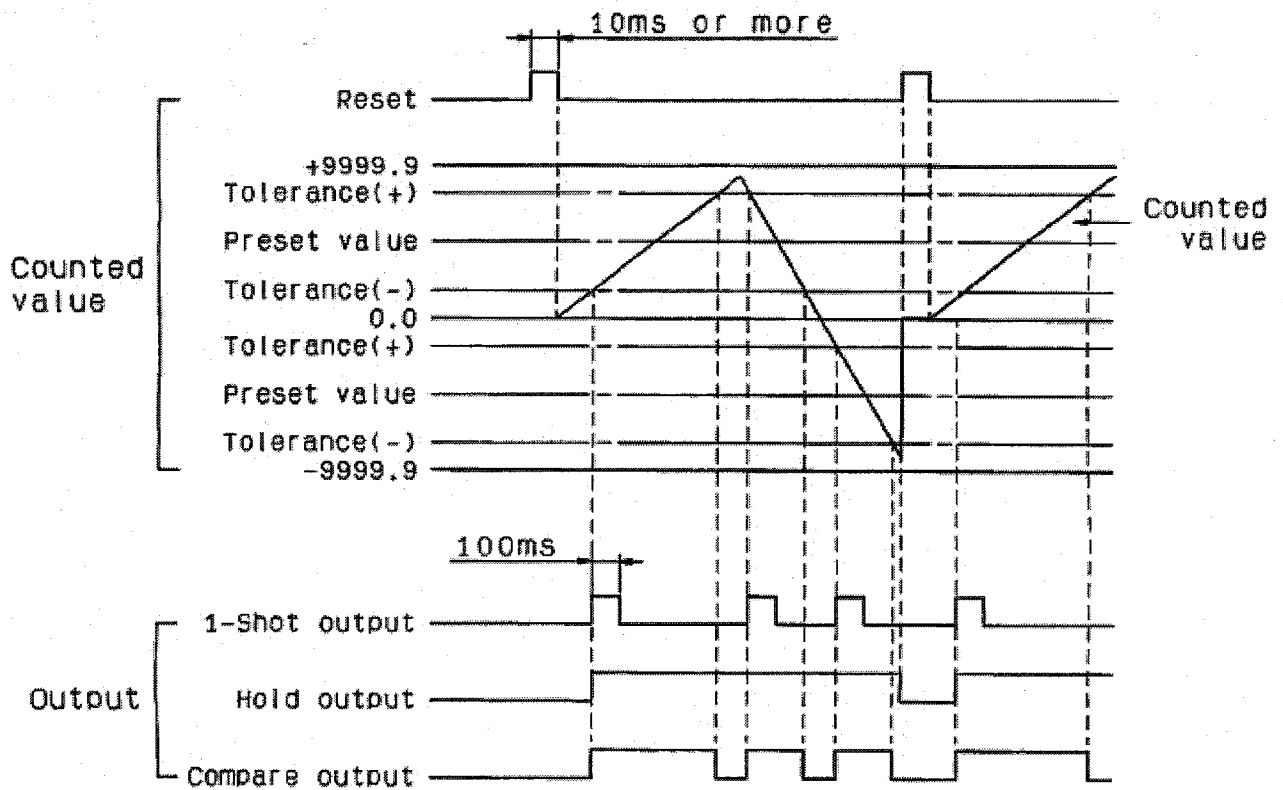 10ms or more
Reset
+9999.9
Tolerance(+)
Preset value
Tolerance(-)
0.0
Tolerance(+)
Preset value
Tolerance(-)
-9999.9
Counted
value
Counted
value
100ms
1-Shot output
Hold output
Compare output
Output